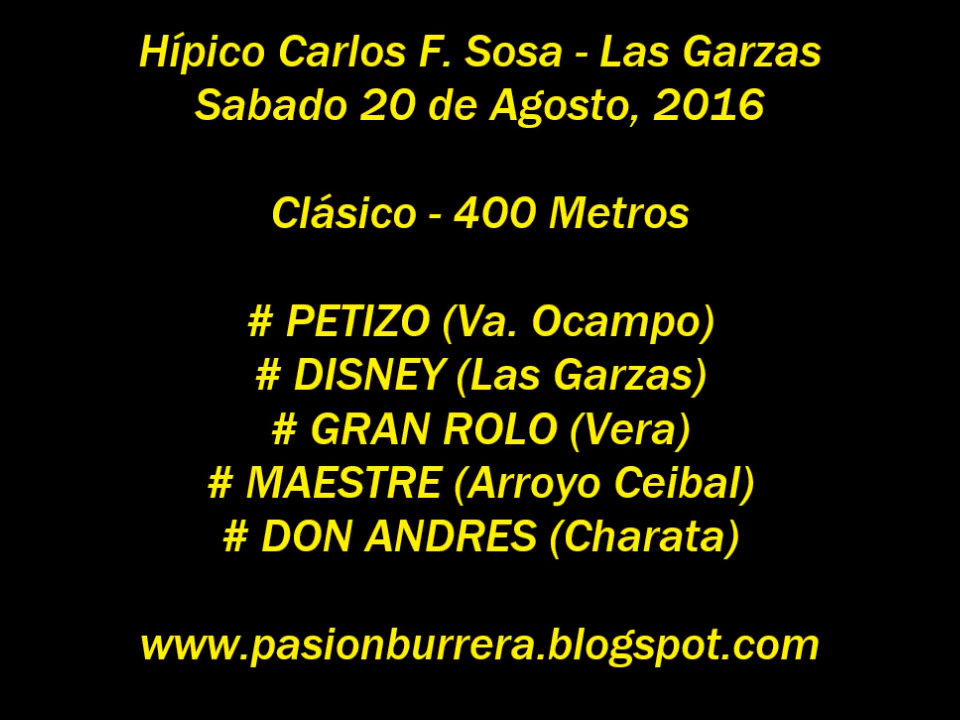 Hípico Carlos F. Sosa - Las Garzas
Sabado 20 de Agosto, 2016
Clásico - 400 Metros
# PETIZO (Va. Ocampo)
# DISNEY (Las Garzas)
# GRAN ROLO (Vera)
# MAESTRE (Arroyo Ceibal)
# DON ANDRES (Charata)
www.pasionburrera.blogspot.com